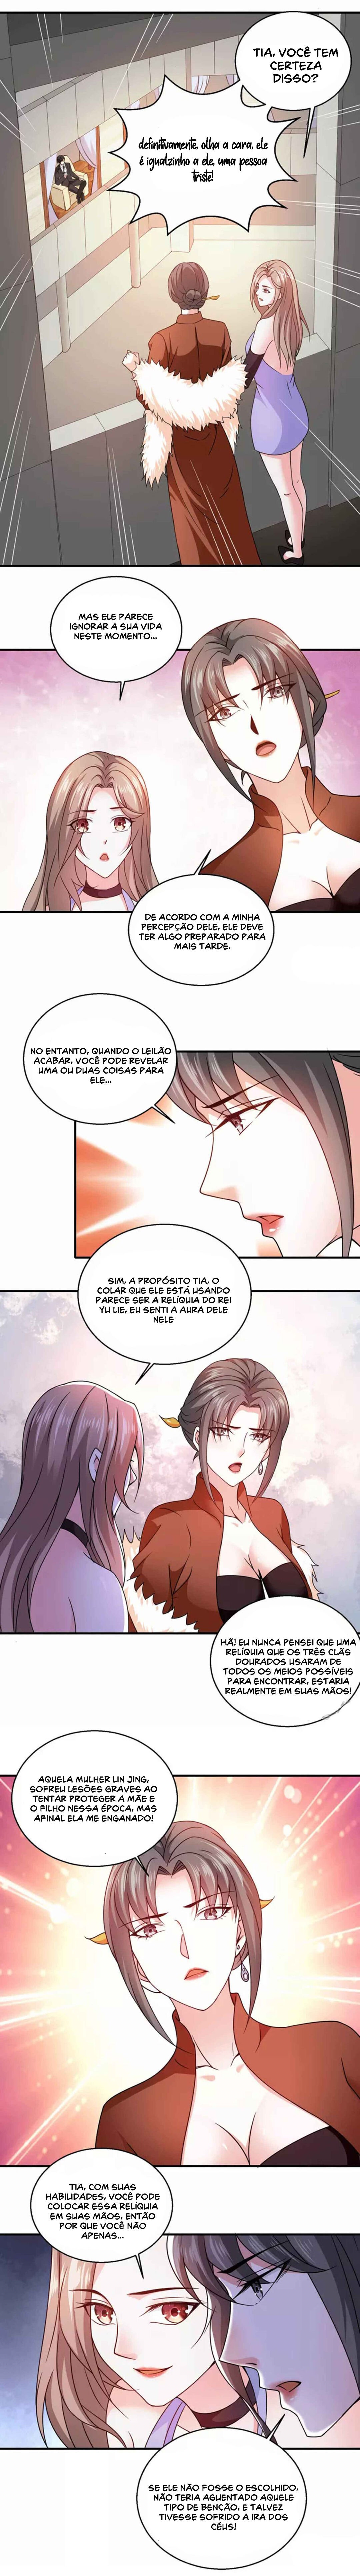 TIA, VOCÊ TEM
CERTEZA
DISSO?
definitivamente, olha a cara, ele
é igualzinho a ele, uma pessoa
triste!
MAS ELE PARECE
IGNORAR A SUA VIDA
NESTE MOMENTO...
DE ACORDO COM A MINHA
PERCEPÇÃO DELE, ELE DEVE
TER ALGO PREPARADO PARA
MAIS TARDE.
NO ENTANTO, QUANDO O LEILÃO
ACABAR, VOCÊ PODE REVELAR
UMA OU DUAS COISAS PARA
ELE...
SIM, A PROPÓSITO TIA, O
COLAR QUE ELE ESTÁ USANDO
PARECE SER A RELÍQUIA DO REI
YU LIE, EU SENTI A AURA DELE
NELE
HÃ! EU NUNCA PENSEI QUE UMA
RELÍQUIA QUE OS TRÊS CLÃS
DOURADOS USARAM DE
TODOS OS MEIOS POSSÍVEIS
PARA ENCONTRAR, ESTARIA
REALMENTE EM SUAS MÃOS!
AQUELA MULHER LIN JING,
SOFREU LESÕES GRAVES AO
TENTAR PROTEGER A MÃE E
O FILHO NESSA ÉPOCA, MAS
AFINAL ELA ME ENGANADO!
TIA, COM SUAS
HABILIDADES, VOCÊ PODE
COLOCAR ESSA RELÍQUIA
EM SUAS MÃOS, ENTÃO
POR QUE VOCÊ NÃO
APENAS...
SE ELE NÃO FOSSE O ESCOLHIDO,
NÃO TERIA AGUENTADO AQUELE
TIPO DE BENÇÃO, E TALVEZ
TIVESSE SOFRIDO A IRA DOS
CÉUS!